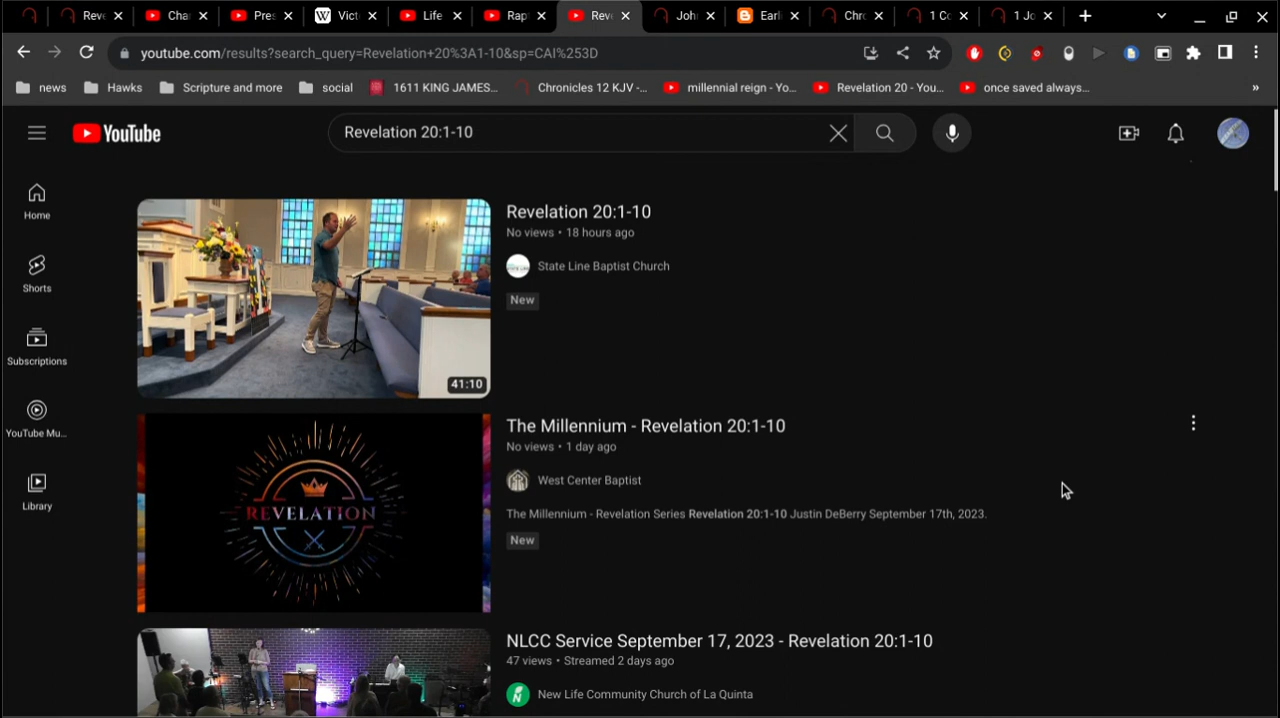 Reve
Cha
Pres
Vict
Life
Rap
Reve
John
Earli
Chro
1 Co
1 Jo
youtube.com/results?search_query=Revelation+20%3A1-10&sp=CAI%253D
news
Hawks
Scripture and more
social
1611 KING JAMES...
Chronicles 12 KJV -...
millennial reign - Yo...
Revelation 20 - You...
once saved always...
»
YouTube
Revelation 20:1-10
Home
Shorts
Subscriptions
YouTube Mu...
Library
41:10
Revelation 20:1-10
No views • 18 hours ago
State Line Baptist Church
New
REVELATION
The Millennium - Revelation 20:1-10
No views • 1 day ago
West Center Baptist
The Millennium - Revelation Series Revelation 20:1-10 Justin DeBerry September 17th, 2023.
New
NLCC Service September 17, 2023 - Revelation 20:1-10
47 views • Streamed 2 days ago
New Life Community Church of La Quinta